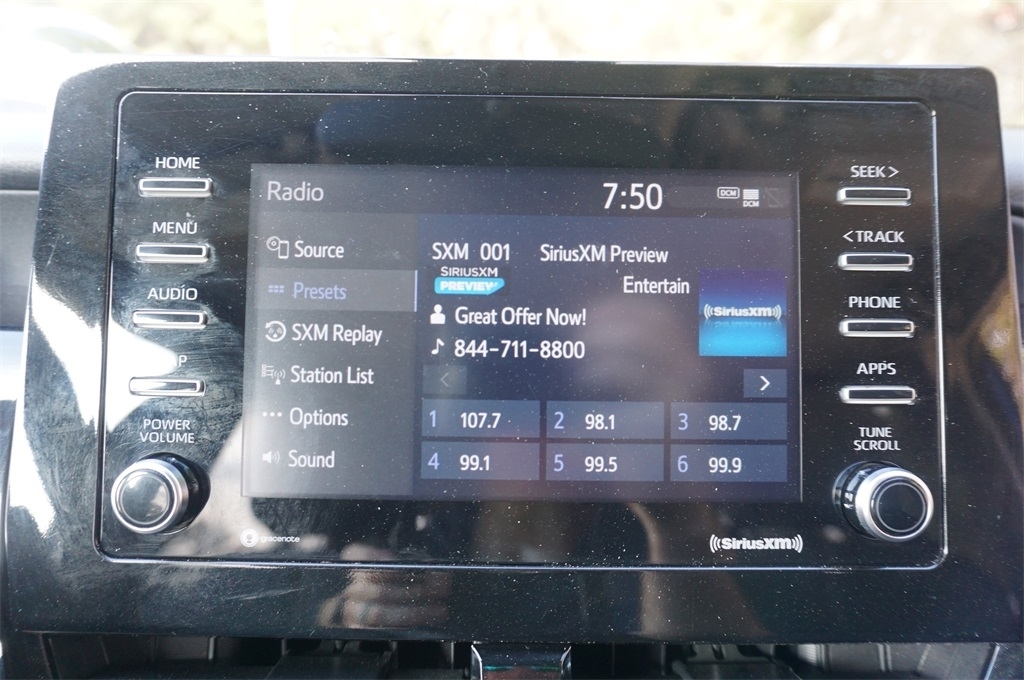 HOME
MENU
AUDIO
P
POWER
VOLUME
Radio
7:50
DCM
DCM
Source
Presets
SXM Replay
Station List
Options
Sound
SXM 001 SiriusXM Preview
SIRIUSXM
PREVIEW
Entertain
Great Offer Now!
844-711-8800
((SiriusXM))
<
>
1 107.7
2 98.1
3 98.7
4 99.1
5 99.5
6 99.9
SEEK >
< TRACK
PHONE
APPS
TUNE
SCROLL
gracenote
((SiriusXM))